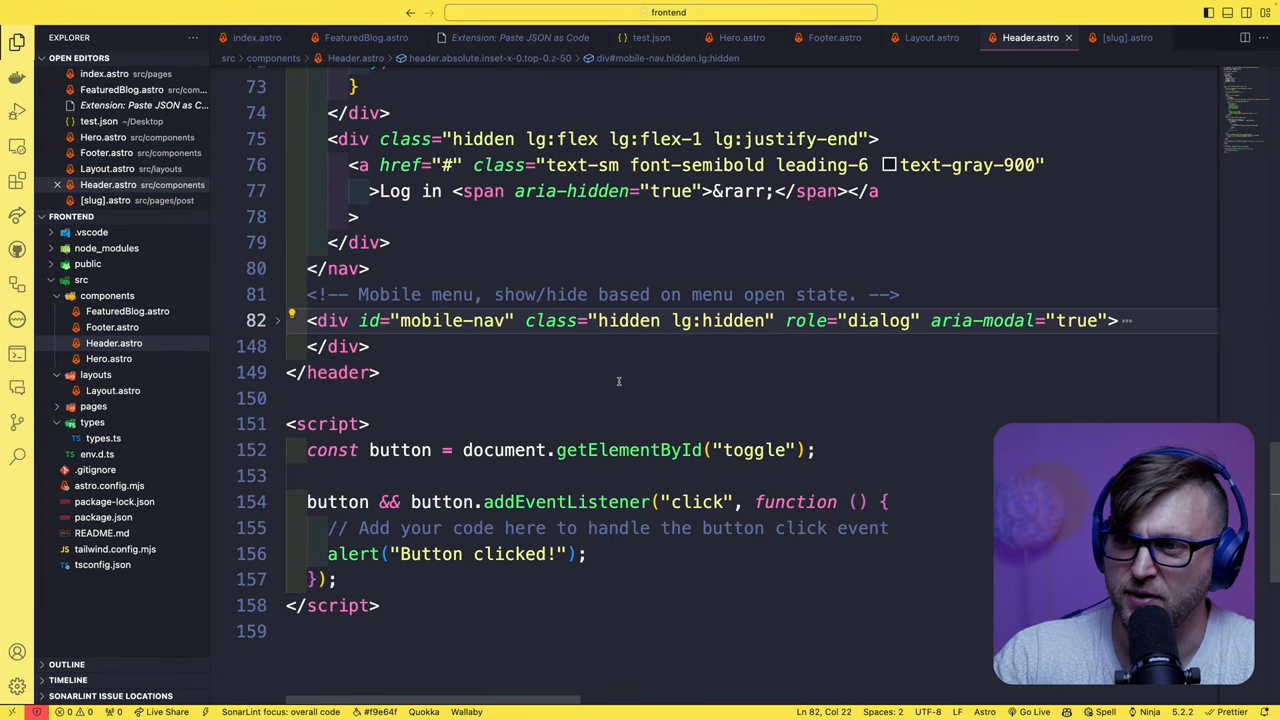 frontend
EXPLORER
index.astro
FeaturedBlog.astro
Extension: Paste JSON as Code
test.json
Hero.astro
Footer.astro
Layout.astro
Header.astro
[slug].astro
src > components > Header.astro > header.absolute.inset-x-0.top-0.z-50 > div#mobile-nav.hidden.lg:hidden
OPEN EDITORS
index.astro src/pages
FeaturedBlog.astro src/com...
Extension: Paste JSON as C...
test.json ~/Desktop
Hero.astro src/components
Footer.astro src/components
Layout.astro src/layouts
Header.astro src/components
[slug].astro src/pages/post
FRONTEND
.vscode
node_modules
public
src
components
FeaturedBlog.astro
Footer.astro
Header.astro
Hero.astro
layouts
Layout.astro
pages
types
types.ts
env.d.ts
.gitignore
astro.config.mjs
package-lock.json
package.json
README.md
tailwind.config.mjs
tsconfig.json
OUTLINE
TIMELINE
SONARLINT ISSUE LOCATIONS
73 }
74 </div>
75 <div class="hidden lg:flex lg:flex-1 lg:justify-end">
76 <a href="#" class="text-sm font-semibold leading-6 text-gray-900"
77 >Log in <span aria-hidden="true">&rarr;</span></a
78 >
79 </div>
80 </nav>
81 <!-- Mobile menu, show/hide based on menu open state. -->
82 <div id="mobile-nav" class="hidden lg:hidden" role="dialog" aria-modal="true">
148 </div>
149 </header>
150
151 <script>
152 const button = document.getElementById("toggle");
153
154 button && button.addEventListener("click", function () {
155 // Add your code here to handle the button click event
156 alert("Button clicked!");
157 });
158 </script>
159
0 0 0 Live Share SonarLint focus: overall code #f9e64f Quokka Wallaby Ln 82, Col 22 Spaces: 2 UTF-8 LF Astro Go Live Spell Ninja 5.2.2 Prettier